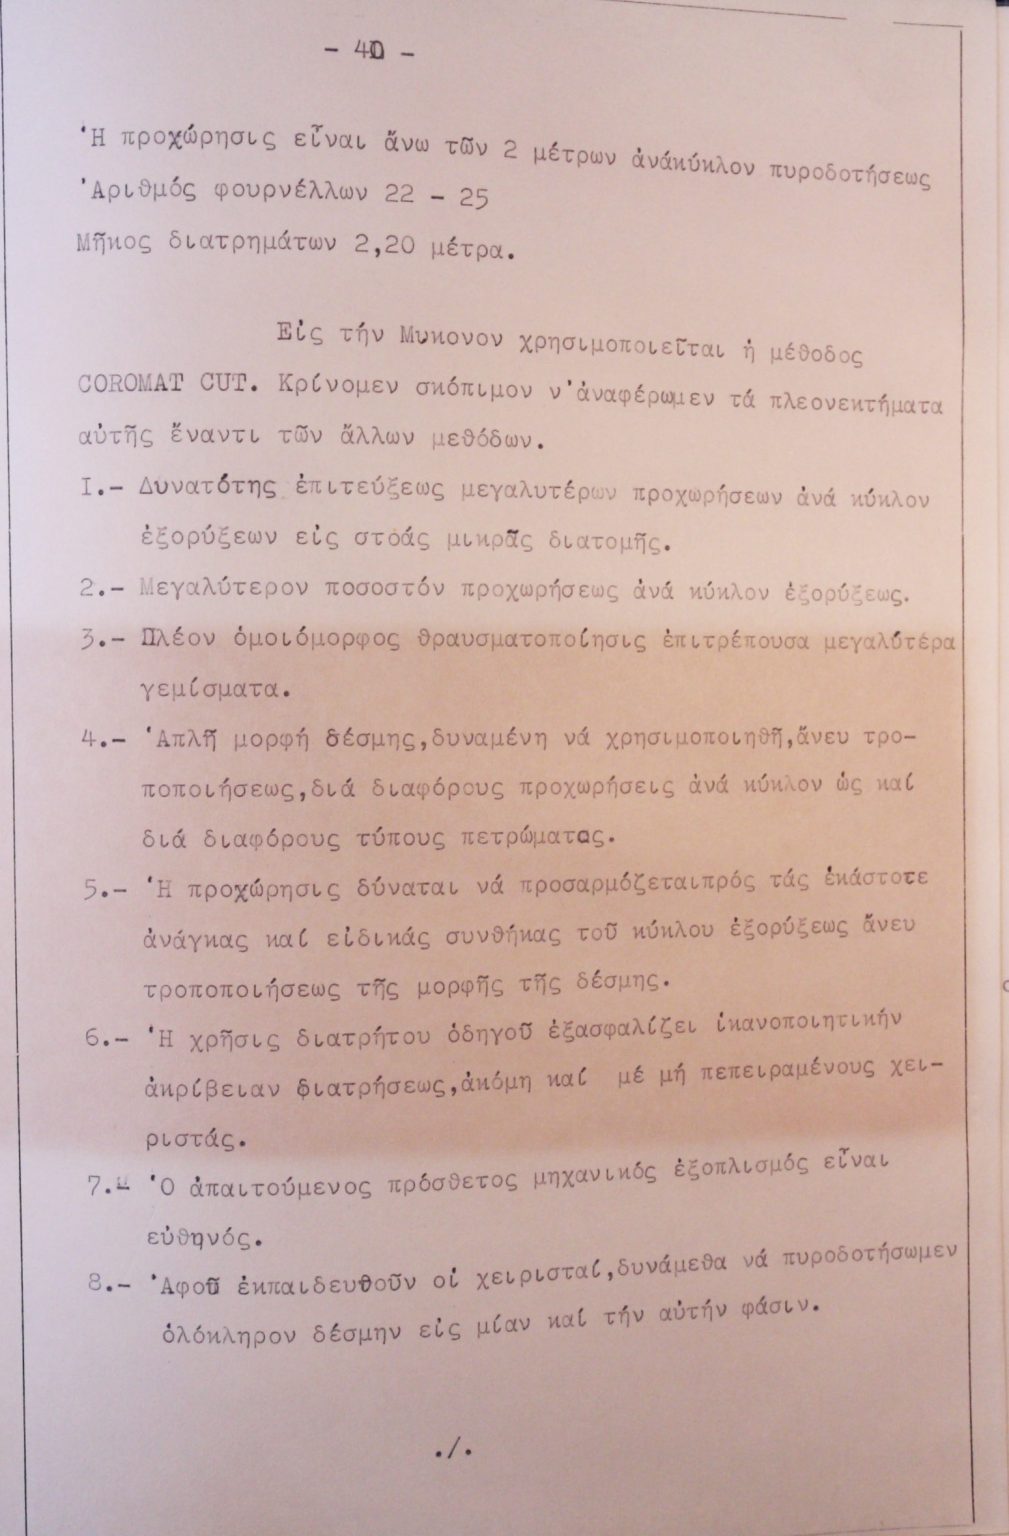 - 40 -
Ἡ προχώρησις εἶναι ἄνω τῶν 2 μέτρων ἀνάκύκλον πυροδοτήσεως
Ἀριθμός φουρνέλλων 22 - 25
Μῆκος διατρημάτων 2,20 μέτρα.
Εἰς τήν Μυκονον χρησιμοποιεῖται ἡ μέθοδος
COROMAT CUT. Κρίνομεν σκόπιμον ν'ἀναφέρωμεν τά πλεονεκτήματα
αὐτῆς ἔναντι τῶν ἄλλων μεθόδων.
I.- Δυνατότης ἐπιτεύξεως μεγαλυτέρων προχωρήσεων ἀνά κύκλον
ἐξορύξεων εἰς στοάς μικρᾶς διατομῆς.
2.- Μεγαλύτερον ποσοστόν προχωρήσεως ἀνά κύκλον ἐξορύξεως.
3.- Πλέον ὁμοιόμορφος θραυσματοποίησις ἐπιτρέπουσα μεγαλύτέρα
γεμίσματα.
4.- Ἁπλῆ μορφή δέσμης,δυναμένη νά χρησιμοποιηθῆ,ἄνευ τρο-
ποποιήσεως,διά διαφόρους προχωρήσεις ἀνά κύκλον ὡς καί
διά διαφόρους τύπους πετρώματος.
5.- Ἡ προχώρησις δύναται νά προσαρμόζεταιπρός τάς ἑκάστοτε
ἀνάγκας καί εἰδικάς συνθήκας τοῦ κύκλου ἐξορύξεως ἄνευ
τροποποιήσεως τῆς μορφῆς τῆς δέσμης.
6.- Ἡ χρῆσις διατρήτου ὁδηγοῦ ἐξασφαλίζει ἱκανοποιητικήν
ἀκρίβειαν διατρήσεως,ἀκόμη καί μέ μή πεπειραμένους χει-
ριστάς.
7.- Ὁ ἀπαιτούμενος πρόσθετος μηχανικός ἐξοπλισμός εἶναι
εὐθηνός.
8.- Ἀφοῦ ἐκπαιδευθοῦν οἱ χειρισταί,δυνάμεθα νά πυροδοτήσωμεν
ὁλόκληρον δέσμην εἰς μίαν καί τήν αὐτήν φάσιν.
./.